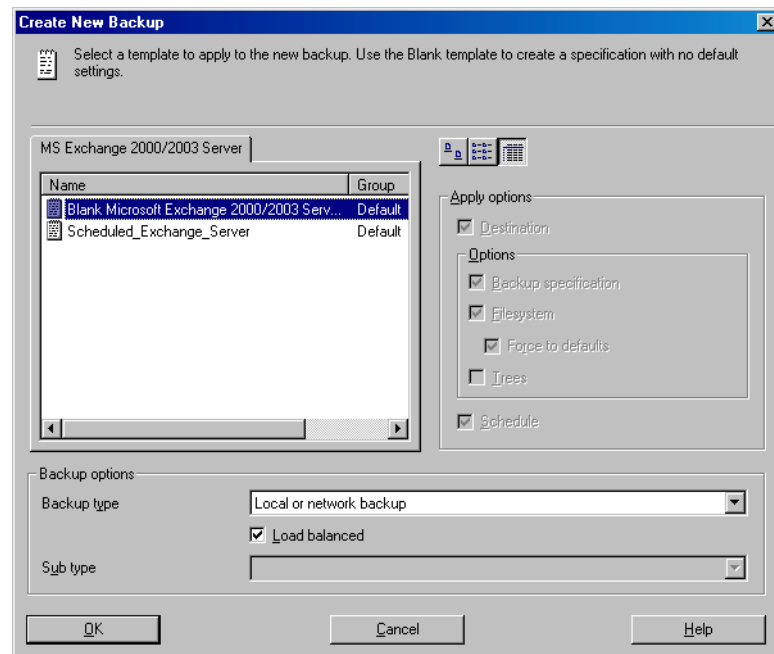 Create New Backup
Select a template to apply to the new backup. Use the Blank template to create a specification with no default
settings.
MS Exchange 2000/2003 Server
Name Group
Blank Microsoft Exchange 2000/2003 Serv... Default
Scheduled_Exchange_Server Default
Apply options
Destination
Options
Backup specification
Filesystem
Force to defaults
Trees
Schedule
Backup options
Backup type Local or network backup
Load balanced
Sub type
OK Cancel Help